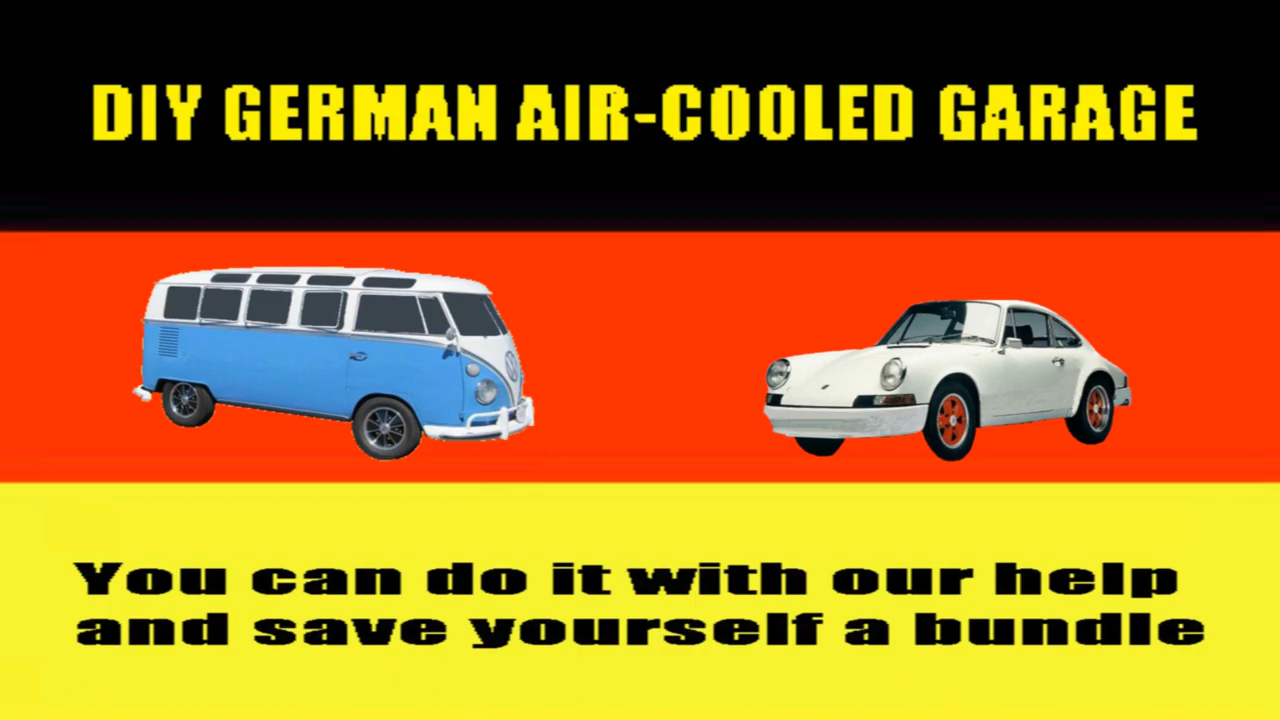 DIY GERMAN AIR-COOLED GARAGE
You can do it with our help
and save yourself a bundle